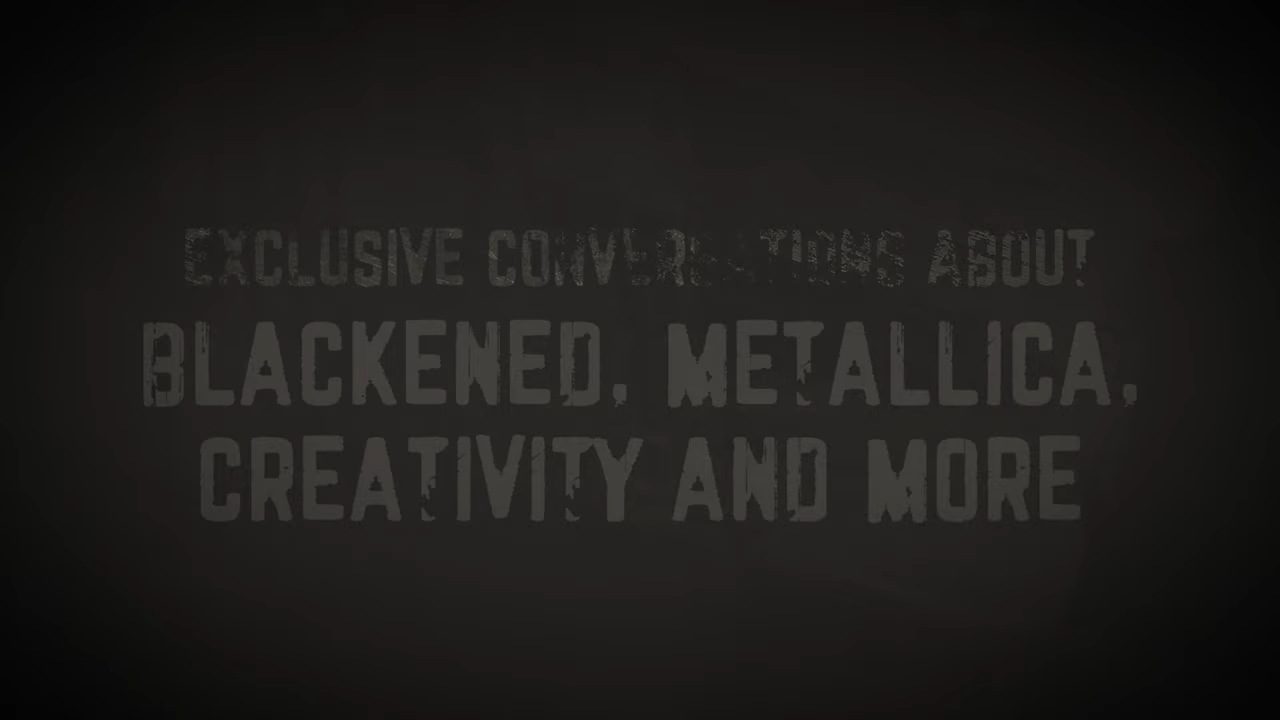 EXCLUSIVE CONVERSATIONS ABOUT
BLACKENED, METALLICA,
CREATIVITY AND MORE